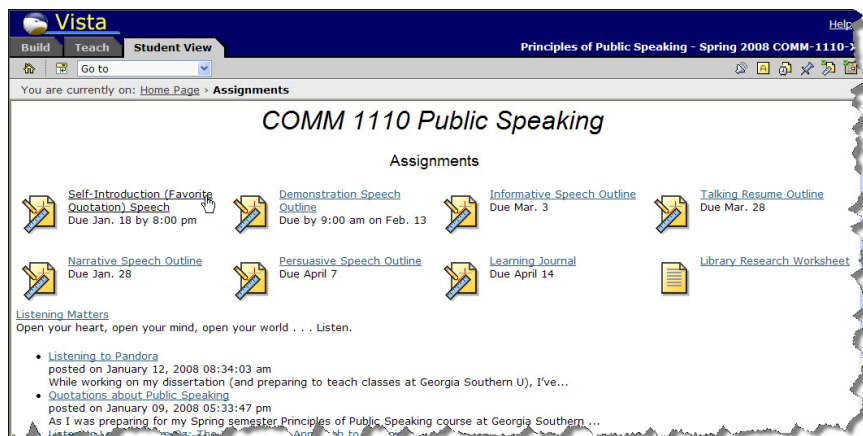 Vista
Help
Build Teach Student View
Principles of Public Speaking - Spring 2008 COMM-1110-
Go to
You are currently on: Home Page › Assignments
COMM 1110 Public Speaking
Assignments
Self-Introduction (Favorite
Quotation) Speech
Due Jan. 18 by 8:00 pm
Demonstration Speech
Outline
Due by 9:00 am on Feb. 13
Informative Speech Outline
Due Mar. 3
Talking Resume Outline
Due Mar. 28
Narrative Speech Outline
Due Jan. 28
Persuasive Speech Outline
Due April 7
Learning Journal
Due April 14
Library Research Worksheet
Listening Matters
Open your heart, open your mind, open your world . . . Listen.
• Listening to Pandora
posted on January 12, 2008 08:34:03 am
While working on my dissertation (and preparing to teach classes at Georgia Southern U), I've...
• Quotations about Public Speaking
posted on January 09, 2008 05:33:47 pm
As I was preparing for my Spring semester Principles of Public Speaking course at Georgia Southern ...